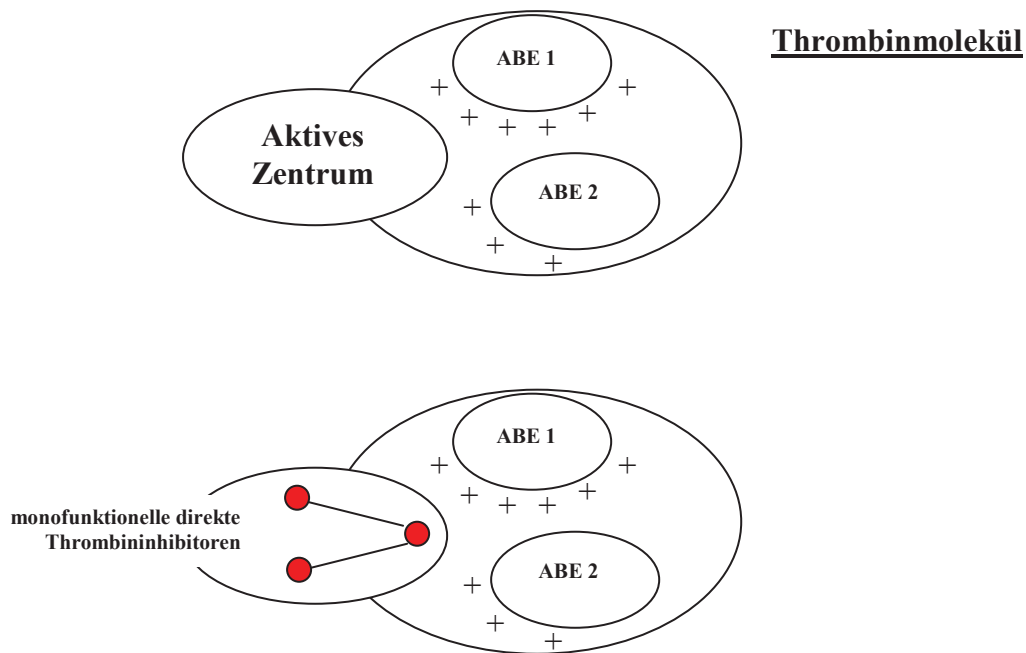 Thrombinmolekül
ABE 1
+ + + + + +
Aktives
Zentrum
ABE 2
+ + +
ABE 1
+ + + + + +
monofunktionelle direkte
Thrombininhibitoren
ABE 2
+ + +